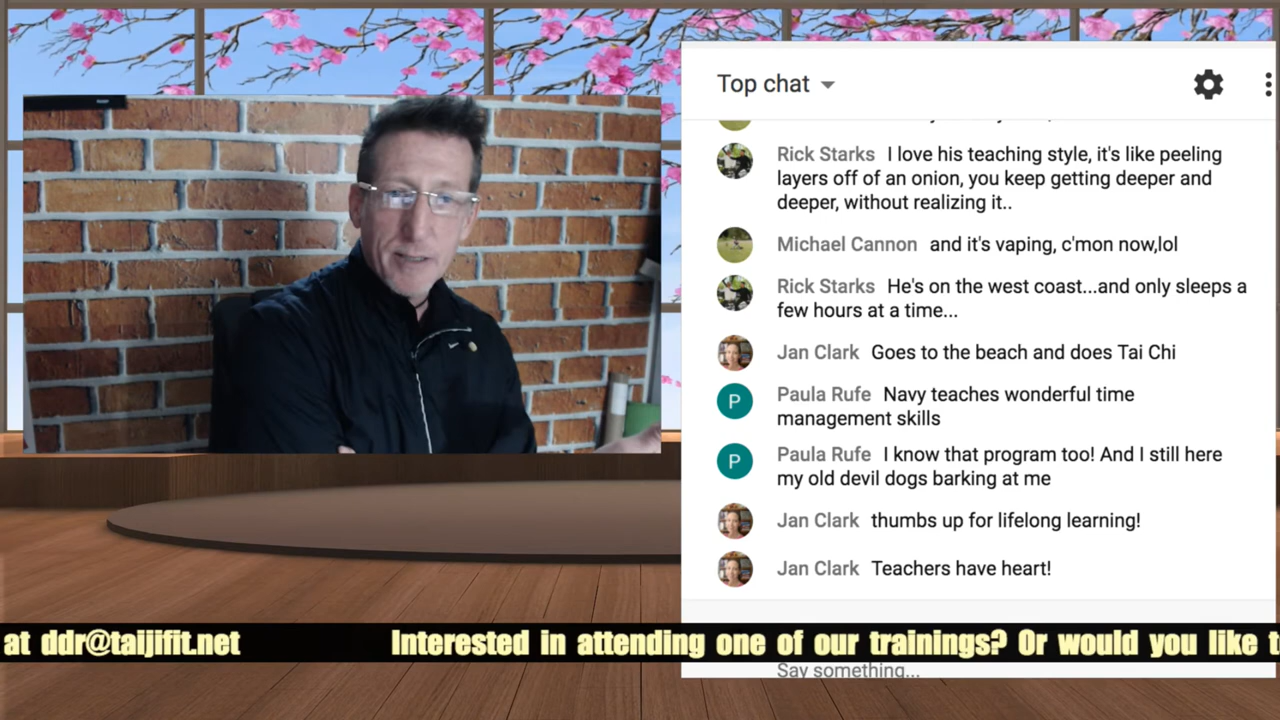 Top chat
Rick Starks I love his teaching style, it's like peeling
layers off of an onion, you keep getting deeper and
deeper, without realizing it..
Michael Cannon and it's vaping, c'mon now,lol
Rick Starks He's on the west coast...and only sleeps a
few hours at a time...
Jan Clark Goes to the beach and does Tai Chi
P Paula Rufe Navy teaches wonderful time
management skills
P Paula Rufe I know that program too! And I still here
my old devil dogs barking at me
Jan Clark thumbs up for lifelong learning!
Jan Clark Teachers have heart!
at ddr@taijifit.net Interested in attending one of our trainings? Or would you like t
Say something...